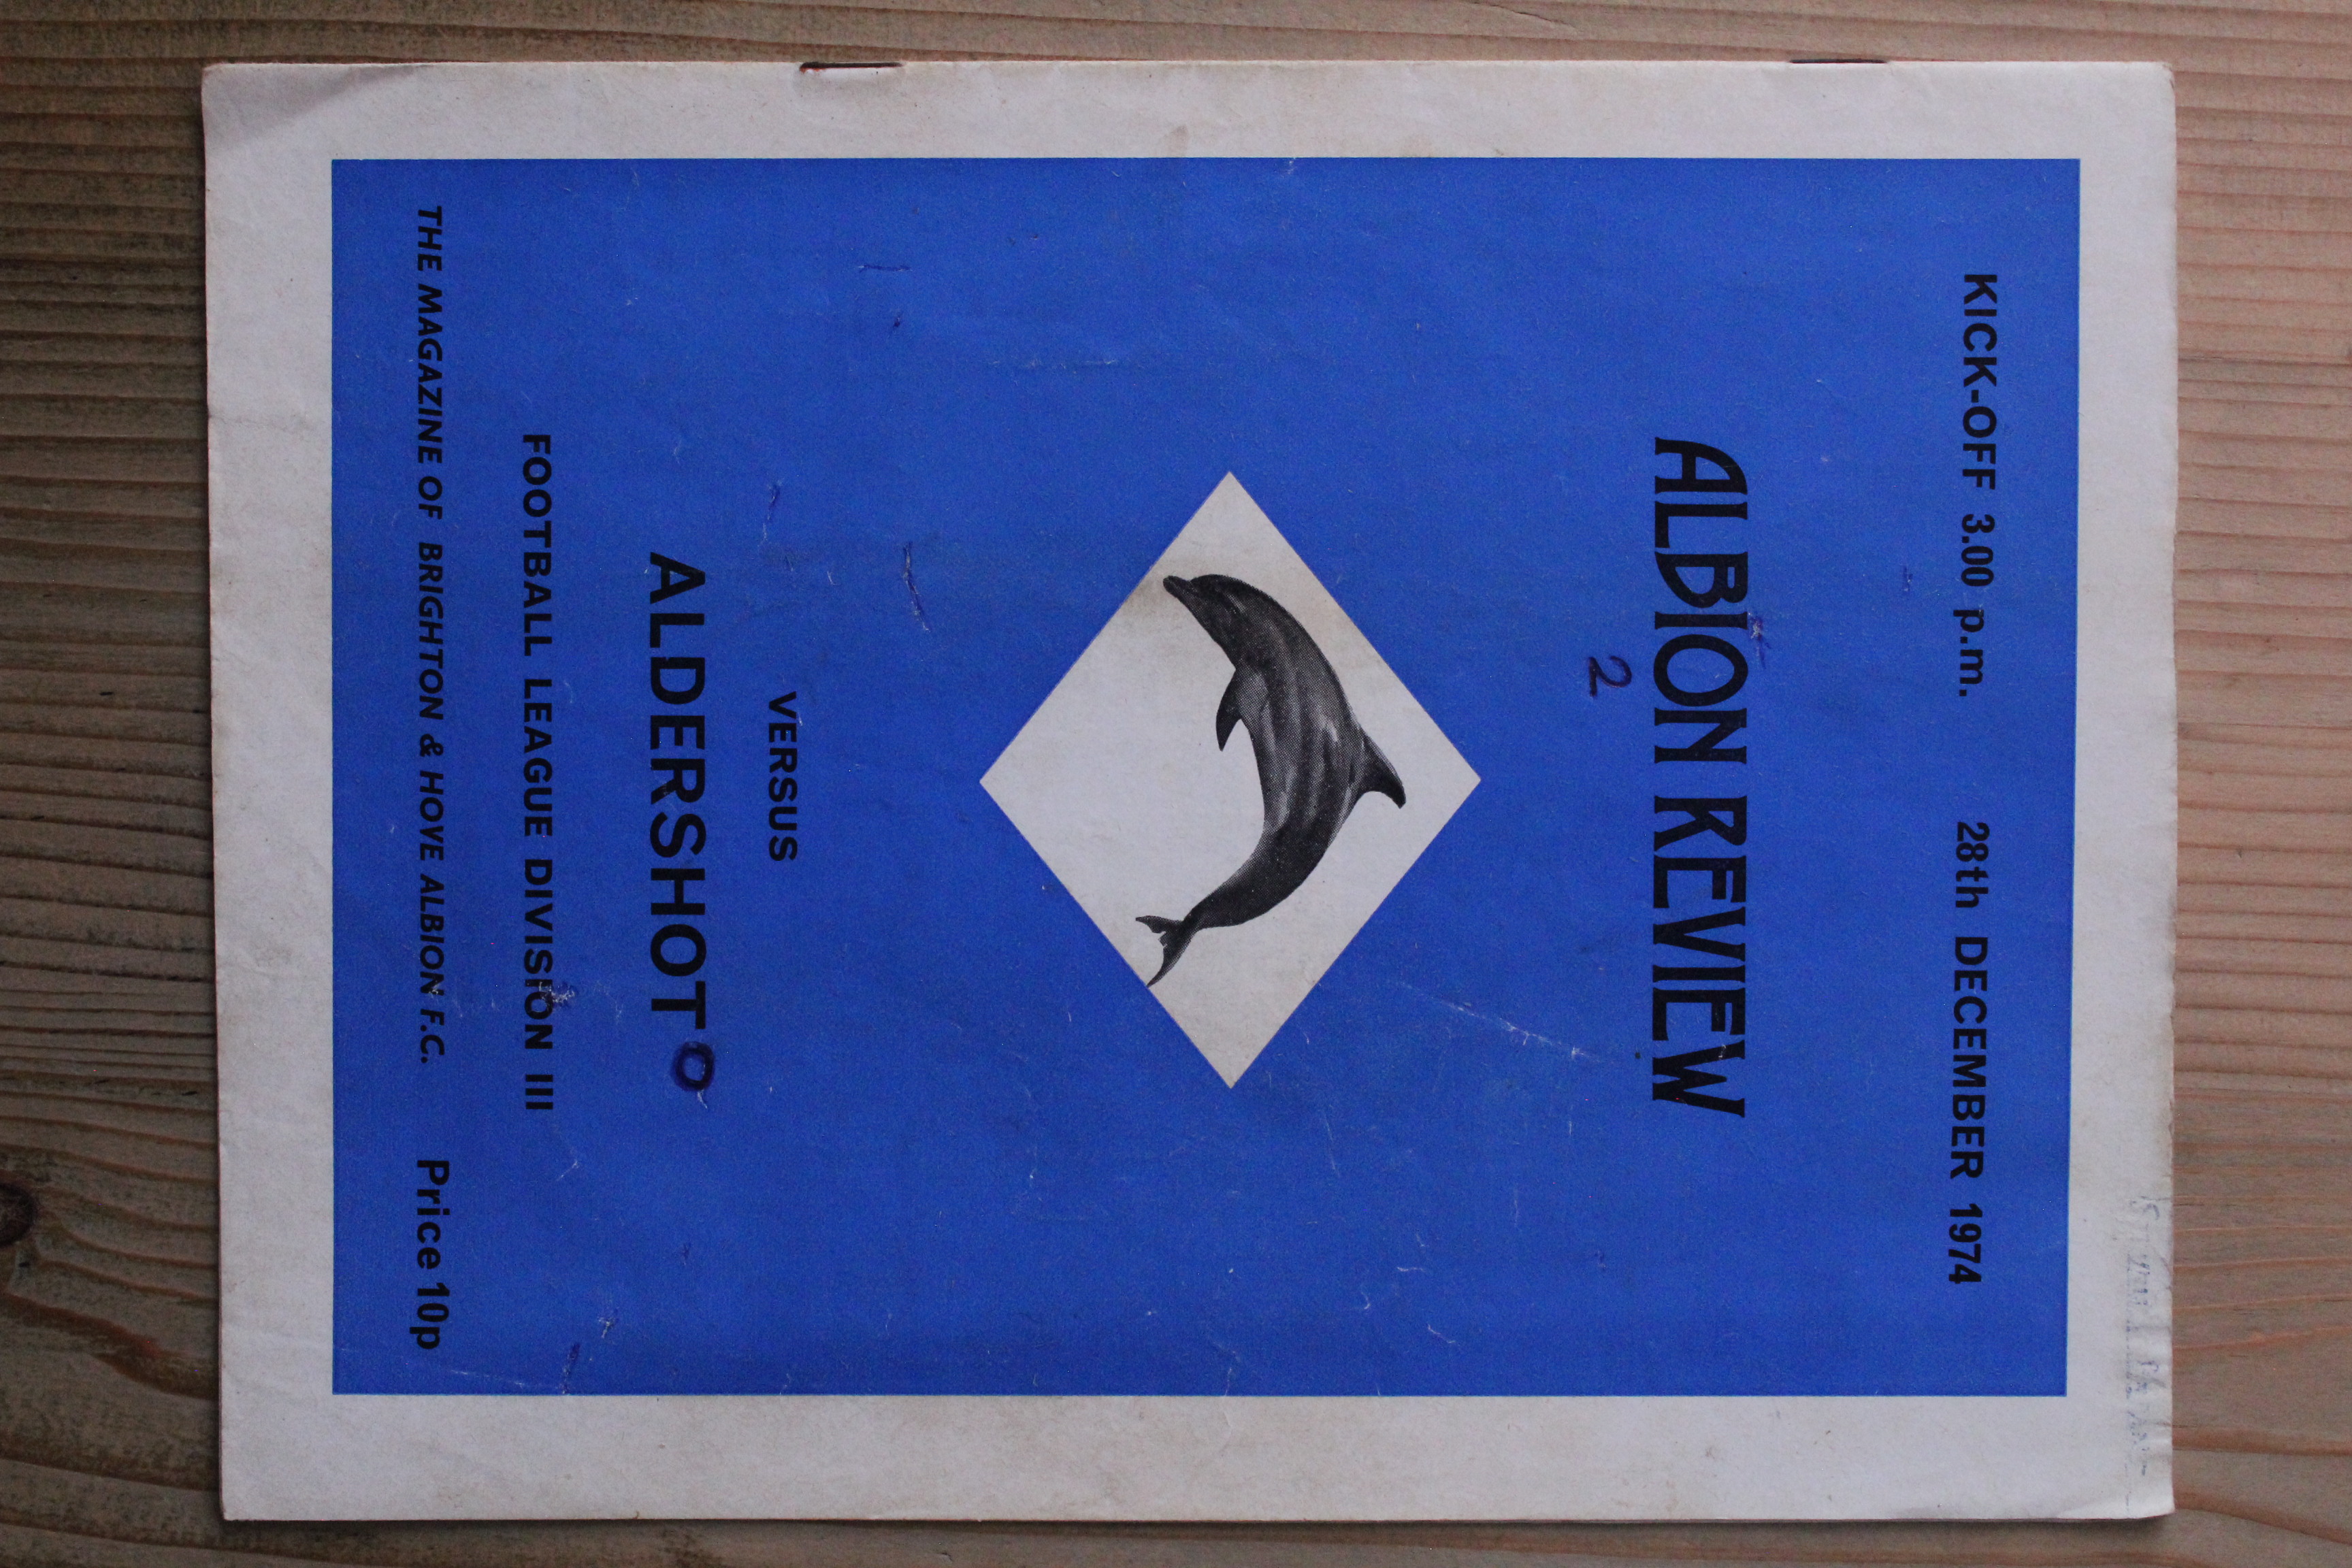 KICK-OFF 3.00 p.m. 28th DECEMBER 1974
ALBION REVIEW
2
VERSUS
ALDERSHOT 0
FOOTBALL LEAGUE DIVISION III
THE MAGAZINE OF BRIGHTON & HOVE ALBION F.C. Price 10p